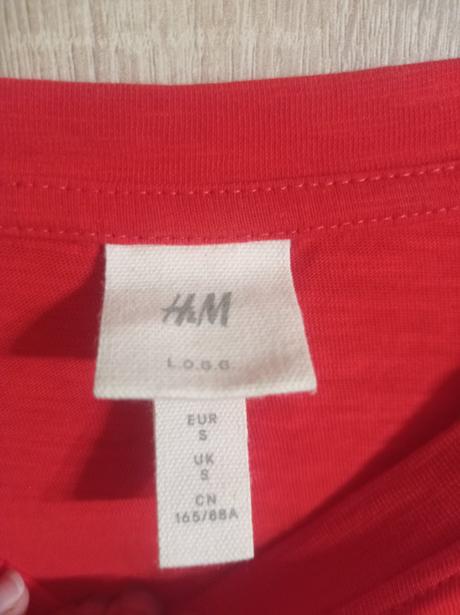 H&M
L.O.G.G.
EUR
S
UK
S
CN
165/88A